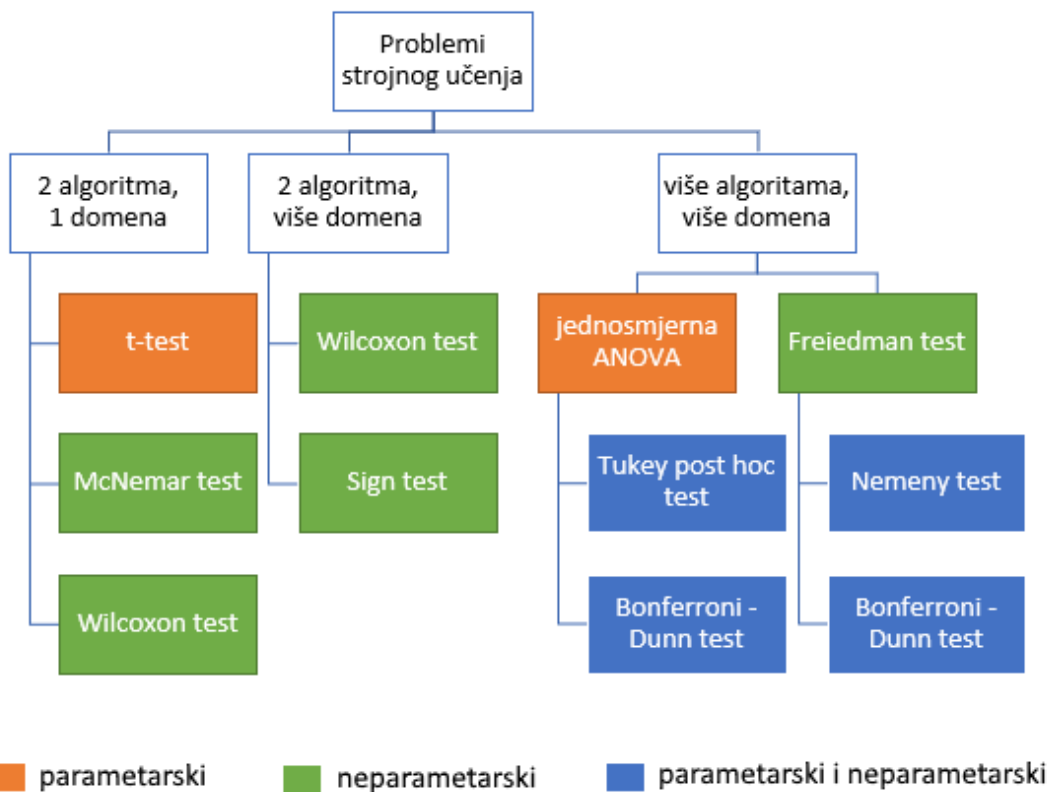 Problemi
strojnog učenja
2 algoritma,
1 domena
2 algoritma,
više domena
više algoritama,
više domena
t-test
Wilcoxon test
jednosmjerna
ANOVA
Freiedman test
McNemar test
Sign test
Tukey post hoc
test
Nemeny test
Wilcoxon test
Bonferroni -
Dunn test
Bonferroni -
Dunn test
parametarski
neparametarski
parametarski i neparametarski